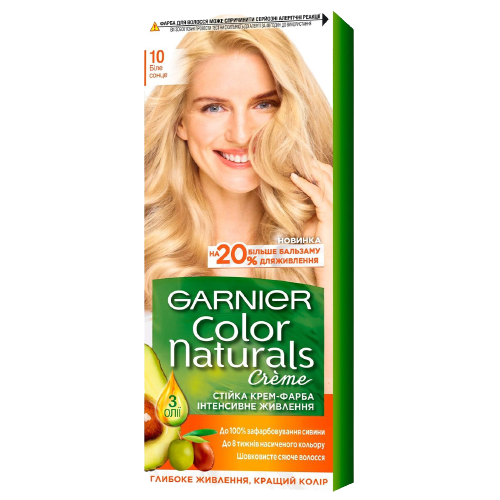 ФАРБА ДЛЯ ВОЛОССЯ МОЖЕ СПРИЧИНИТИ СЕРЙОЗНІ АЛЕРГІЧНІ РЕАКЦІЇ
10
Біле
сонце
НОВИНКА
НА 20% БІЛЬШЕ БАЛЬЗАМУ
ДЛЯ ЖИВЛЕННЯ
GARNIER
Color
Naturals
Crème
СТІЙКА КРЕМ-ФАРБА
ІНТЕНСИВНЕ ЖИВЛЕННЯ
3
ОЛІЇ
До 100% зафарбовування сивини
До 8 тижнів насиченого кольору
Шовковисте сяюче волосся
ГЛИБОКЕ ЖИВЛЕННЯ, КРАЩИЙ КОЛІР